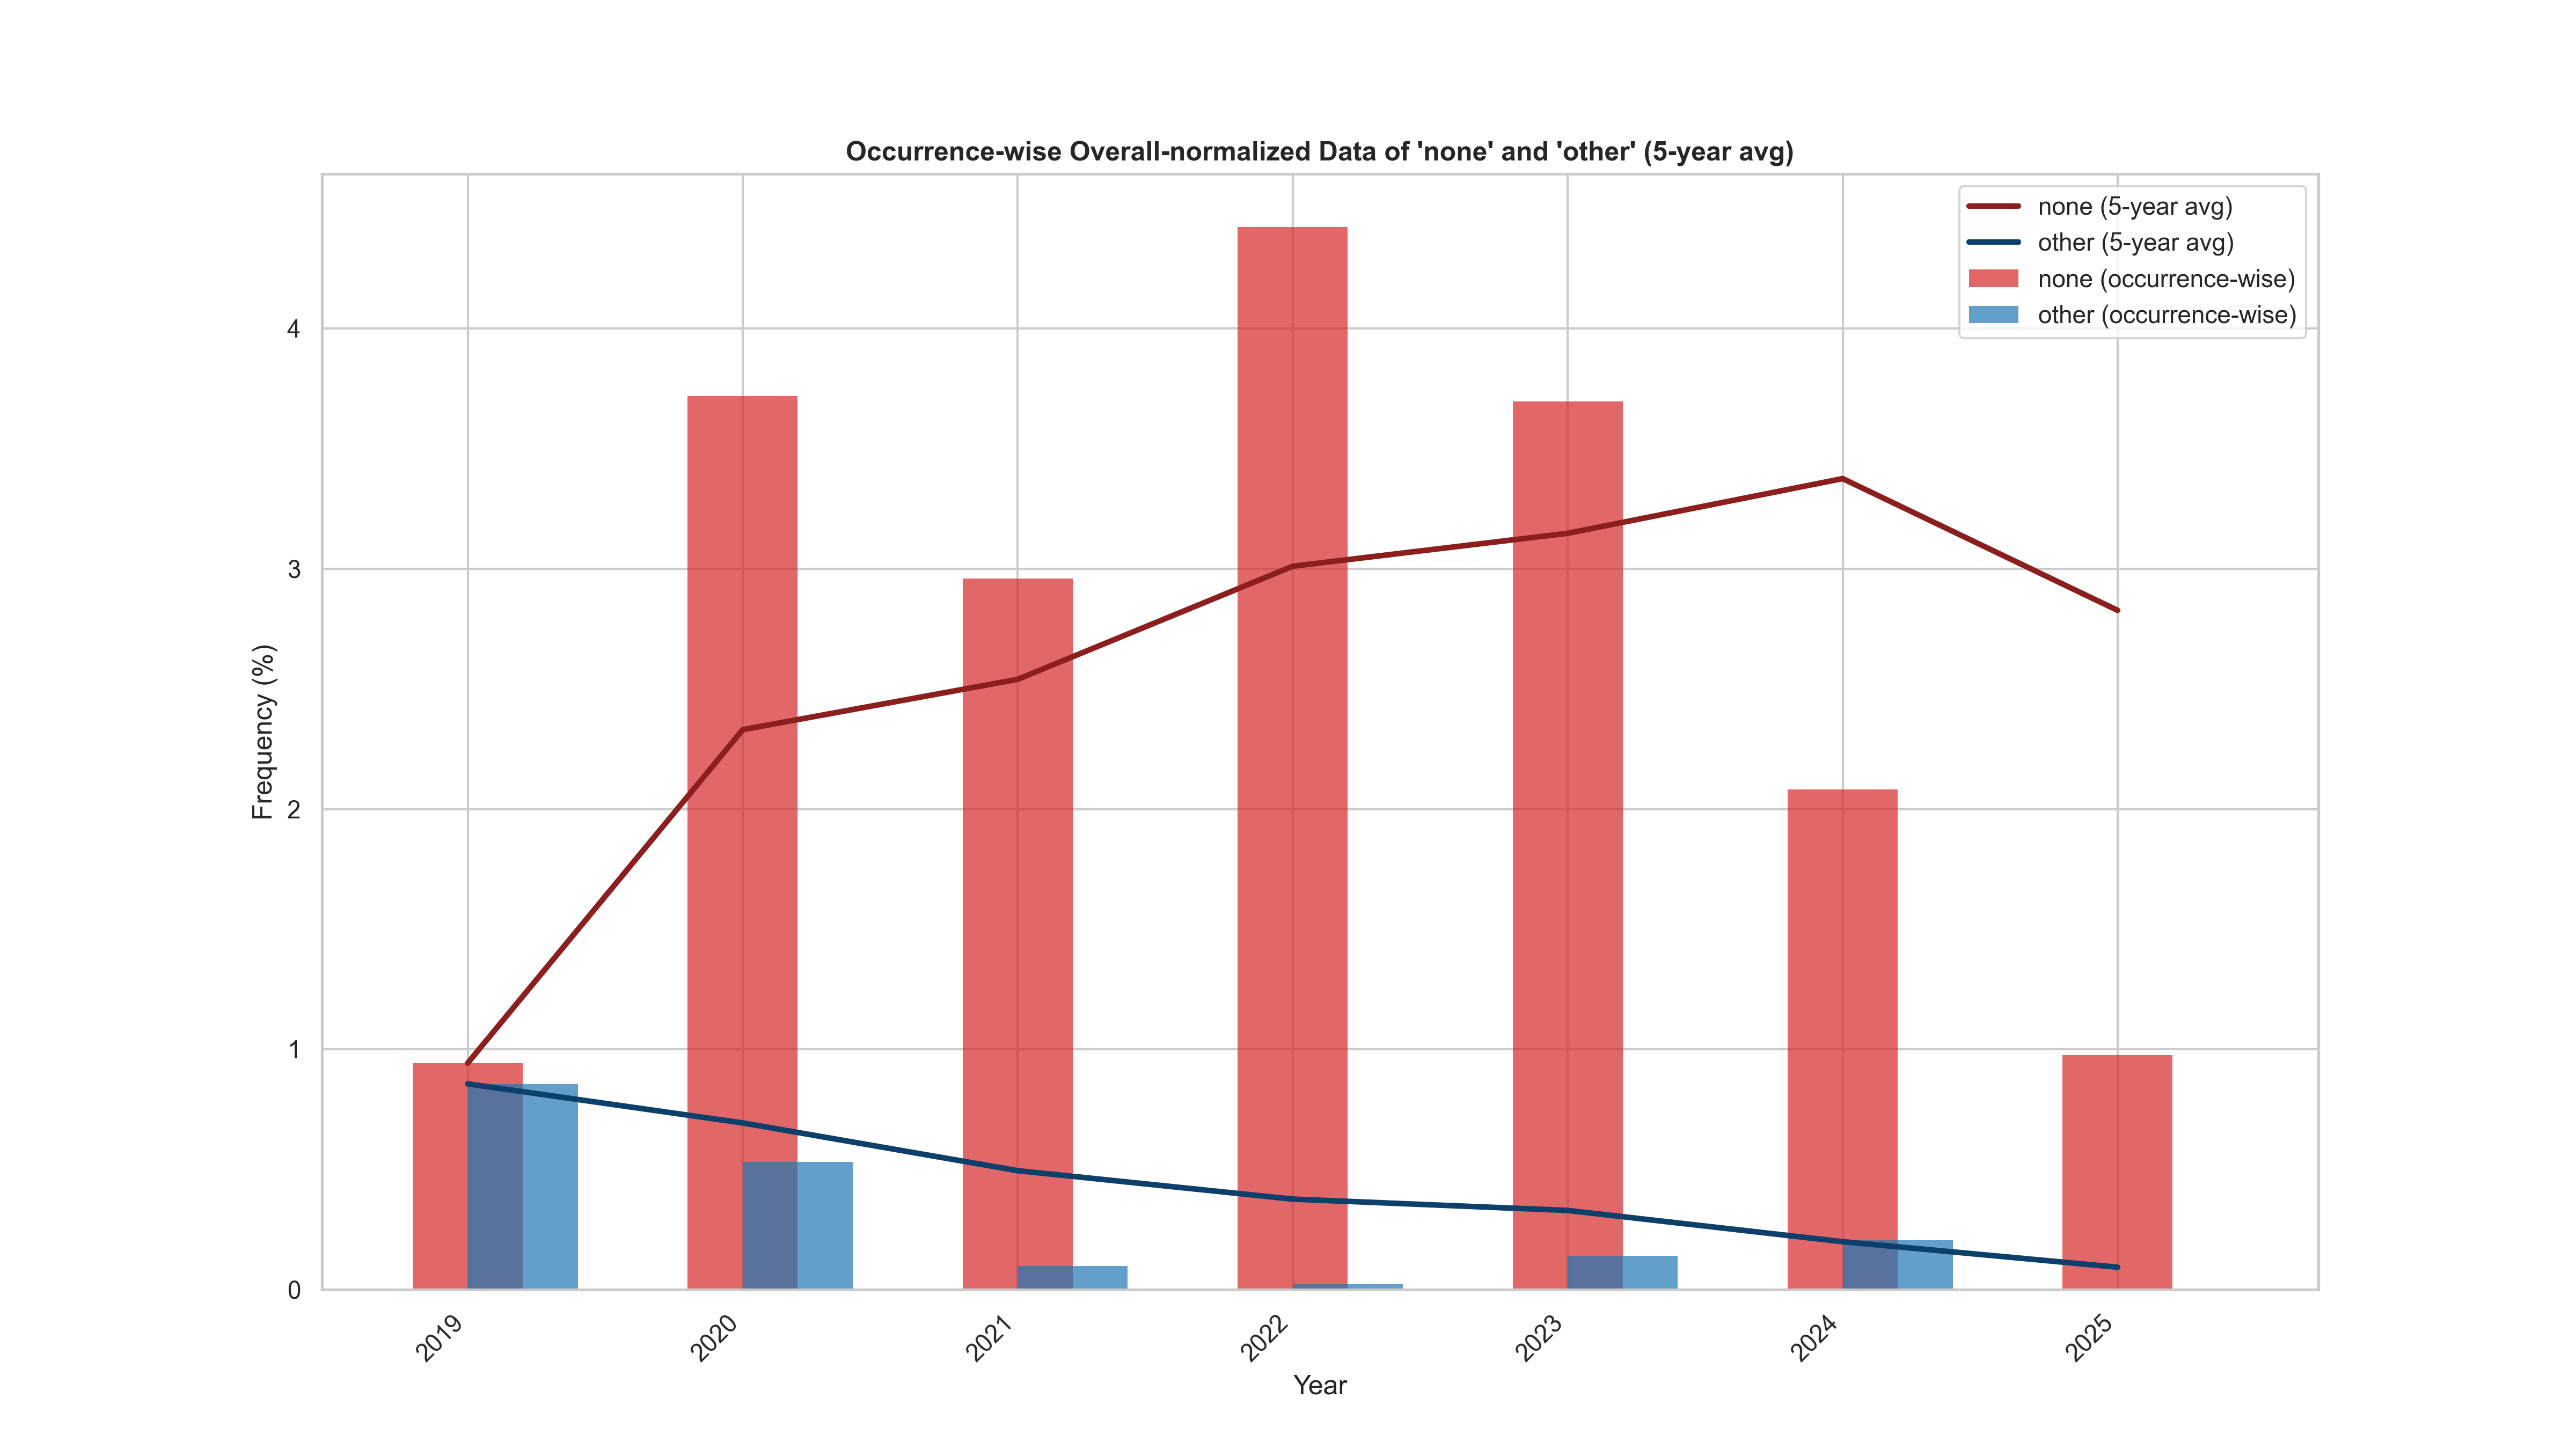 Occurrence-wise Overall-normalized Data of 'none' and 'other' (5-year avg)
none (5-year avg)
other (5-year avg)
none (occurrence-wise)
other (occurrence-wise)
4
3
2
1
0
Frequency (%)
2019
2020
2021
2022
2023
2024
2025
Year